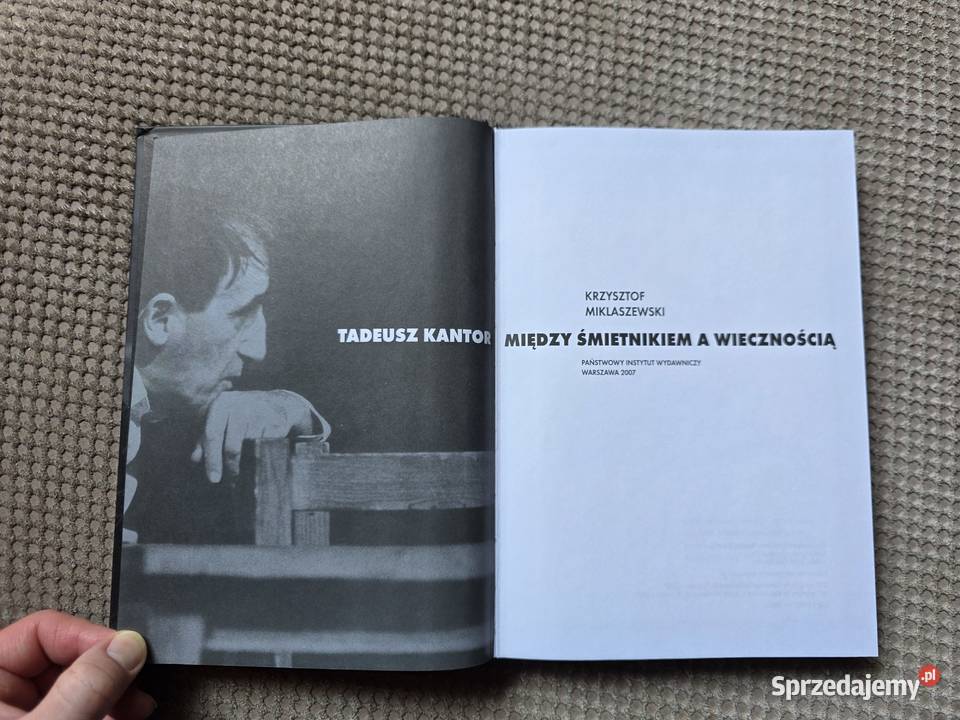 TADEUSZ KANTOR
KRZYSZTOF
MIKLASZEWSKI
MIĘDZY ŚMIETNIKIEM A WIECZNOŚCIĄ
PAŃSTWOWY INSTYTUT WYDAWNICZY
WARSZAWA 2007
Sprzedajemy.pl